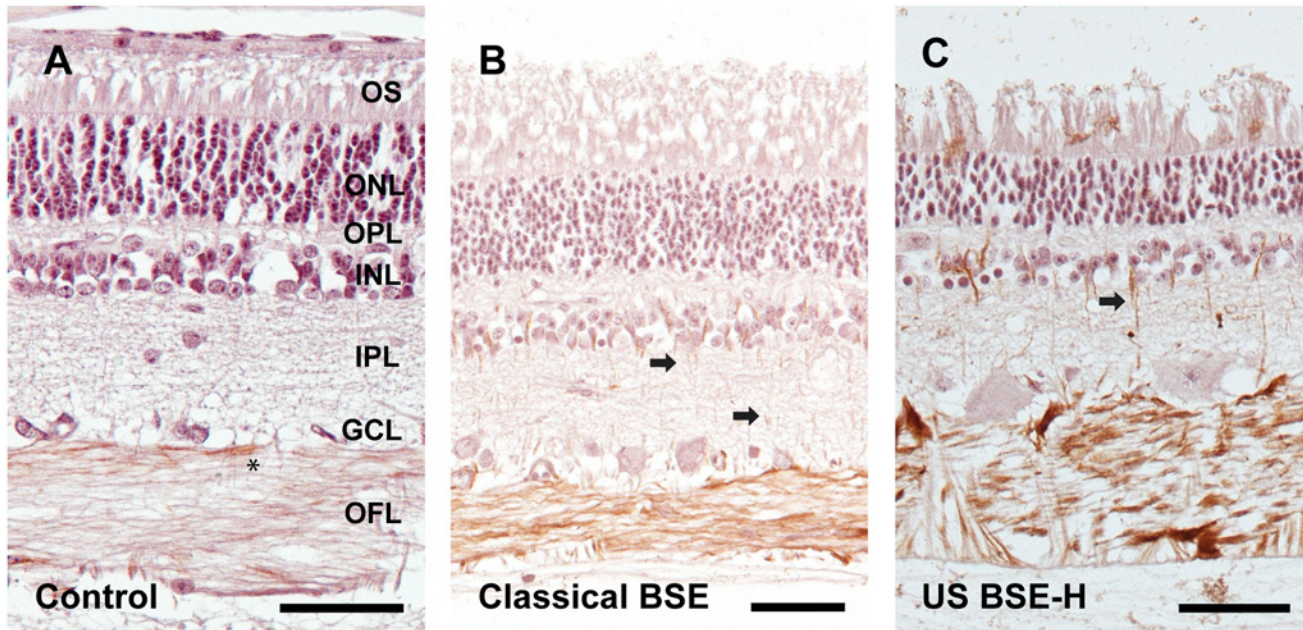 A
OS
ONL
OPL
INL
IPL
GCL
*
OFL
Control
B
Classical BSE
C
US BSE-H